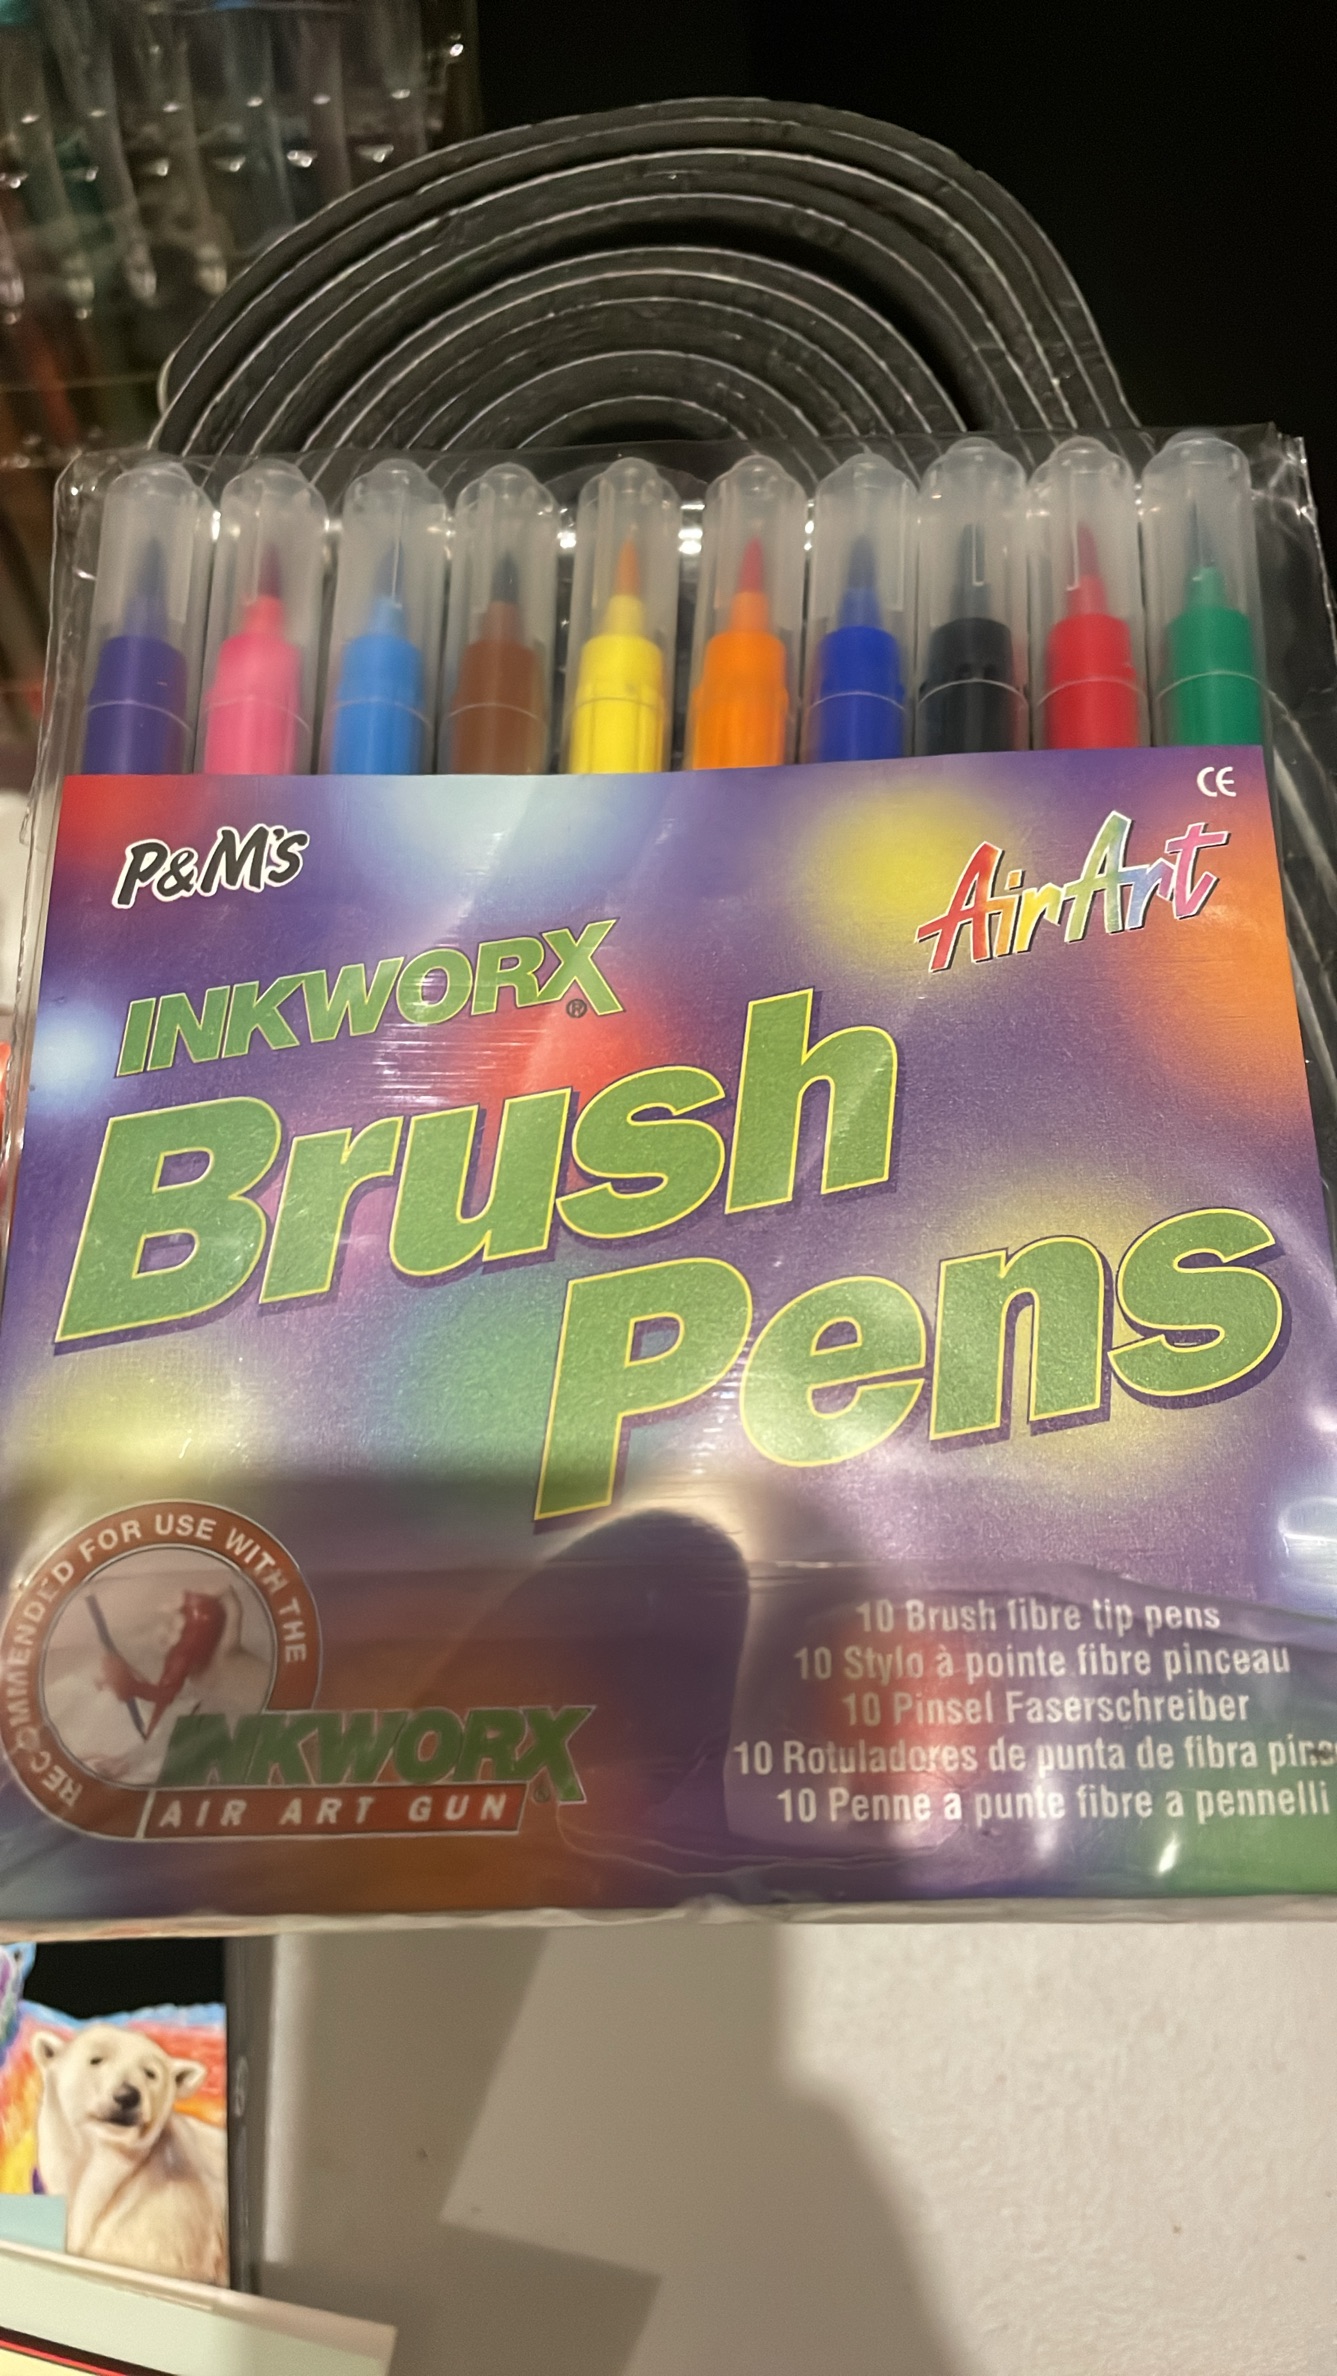 CE
P&M's
AirArt
INKWORX®
Brush
Pens
RECOMMENDED FOR USE WITH THE
INKWORX®
AIR ART GUN
10 Brush fibre tip pens
10 Stylo à pointe fibre pinceau
10 Pinsel Faserschreiber
10 Rotuladores de punta de fibra
10 Penne a punte fibre a pennelli